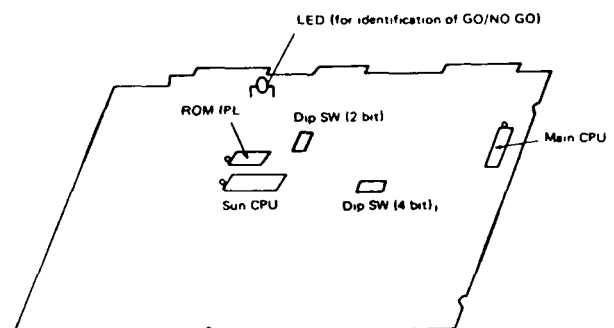 LED (for identification of GO/NO GO)
ROM IPL
Dip SW (2 bit)
Main CPU
Sun CPU
Dip SW (4 bit)